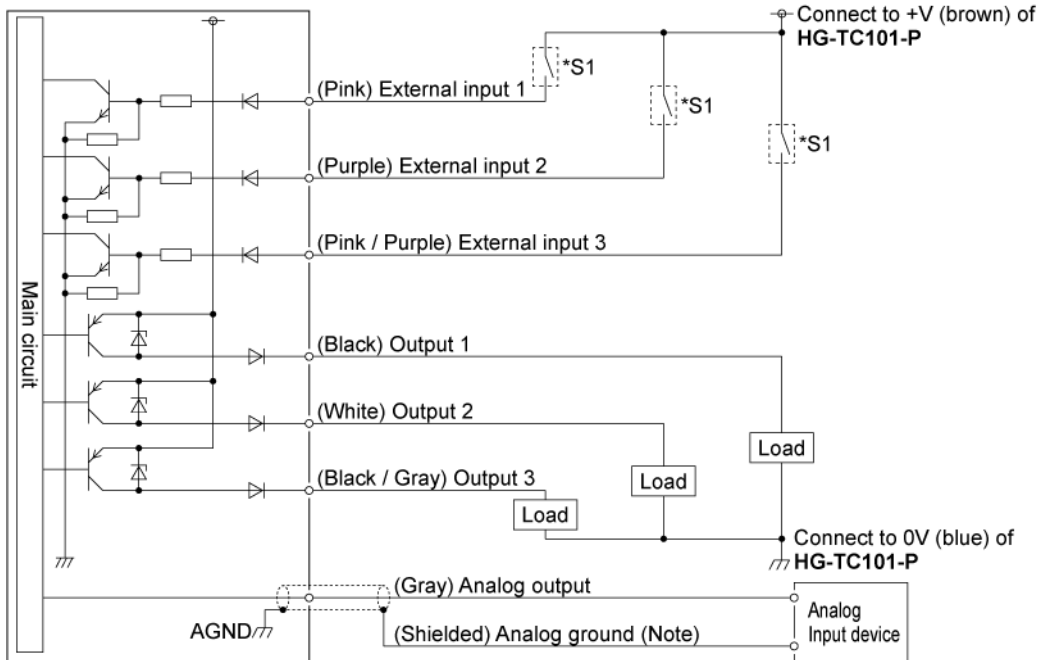 Connect to +V (brown) of
HG-TC101-P
*S1
(Pink) External input 1
*S1
*S1
(Purple) External input 2
(Pink / Purple) External input 3
Main circuit
(Black) Output 1
(White) Output 2
Load
Load
(Black / Gray) Output 3
Load
Connect to 0V (blue) of
HG-TC101-P
(Gray) Analog output
Analog
Input device
AGND
(Shielded) Analog ground (Note)